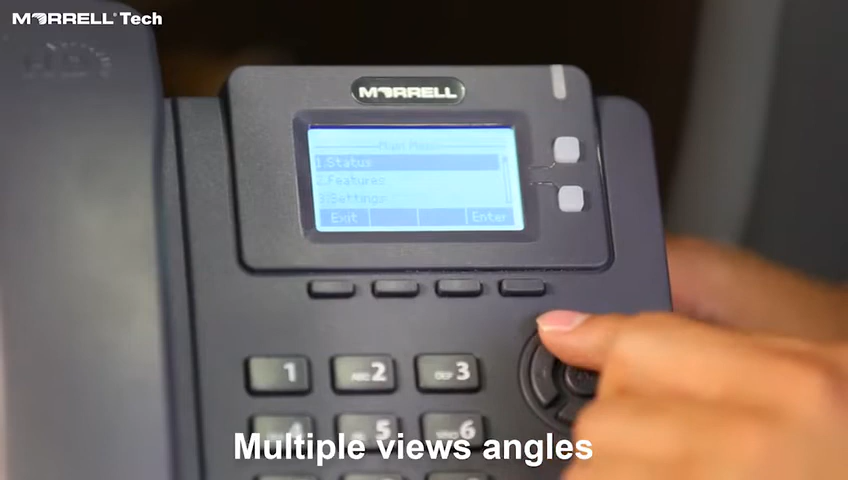 MORRELL® Tech
HD
MORRELL
Main Menu
1.Status
2.Features
3.Settings
Exit
Enter
1
ABC 2
DEF 3
4
5
6
Multiple views angles